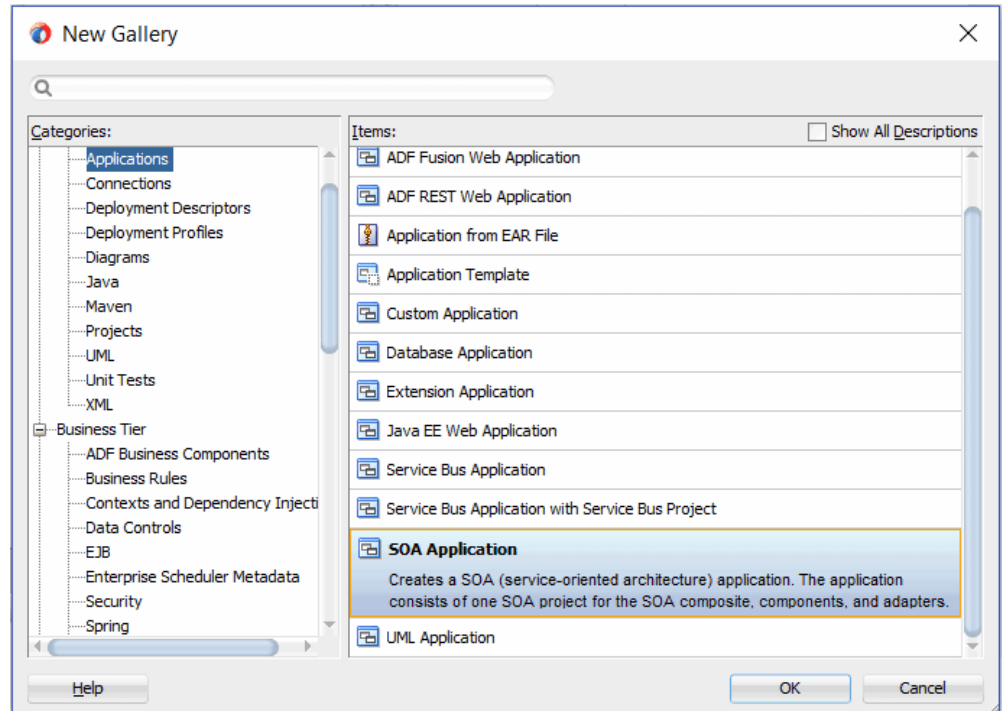 New Gallery
Categories:
Items:
Show All Descriptions
Applications
Connections
Deployment Descriptors
Deployment Profiles
Diagrams
Java
Maven
Projects
UML
Unit Tests
XML
Business Tier
ADF Business Components
Business Rules
Contexts and Dependency Injecti
Data Controls
EJB
Enterprise Scheduler Metadata
Security
Spring
ADF Fusion Web Application
ADF REST Web Application
Application from EAR File
Application Template
Custom Application
Database Application
Extension Application
Java EE Web Application
Service Bus Application
Service Bus Application with Service Bus Project
SOA Application
Creates a SOA (service-oriented architecture) application. The application
consists of one SOA project for the SOA composite, components, and adapters.
UML Application
Help
OK
Cancel